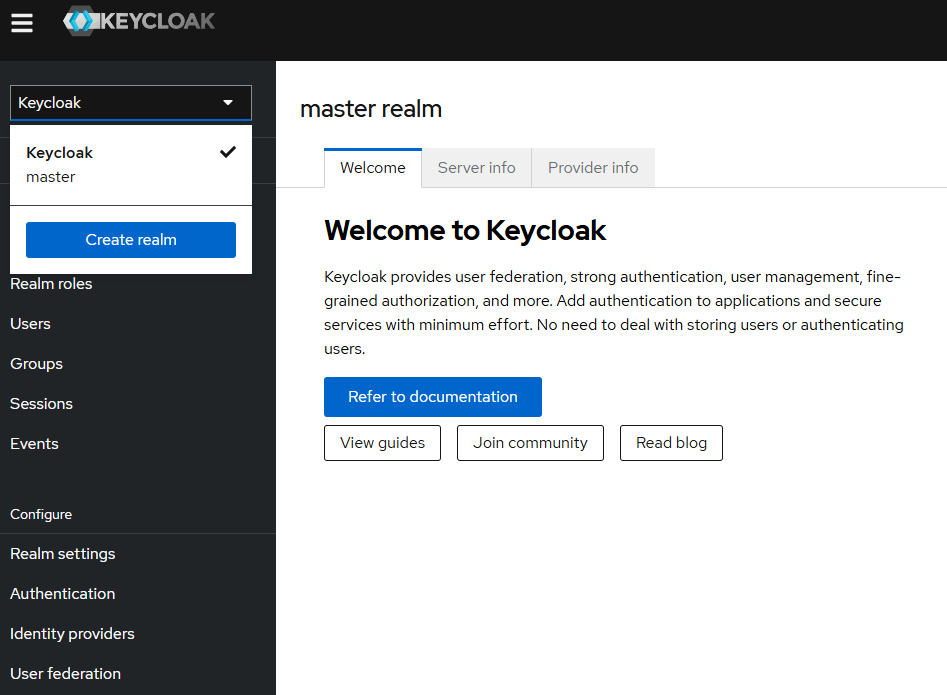 KEYCLOAK
Keycloak
Keycloak
master
Create realm
Realm roles
Users
Groups
Sessions
Events
Configure
Realm settings
Authentication
Identity providers
User federation
master realm
Welcome
Server info
Provider info
Welcome to Keycloak
Keycloak provides user federation, strong authentication, user management, fine-
grained authorization, and more. Add authentication to applications and secure
services with minimum effort. No need to deal with storing users or authenticating
users.
Refer to documentation
View guides
Join community
Read blog